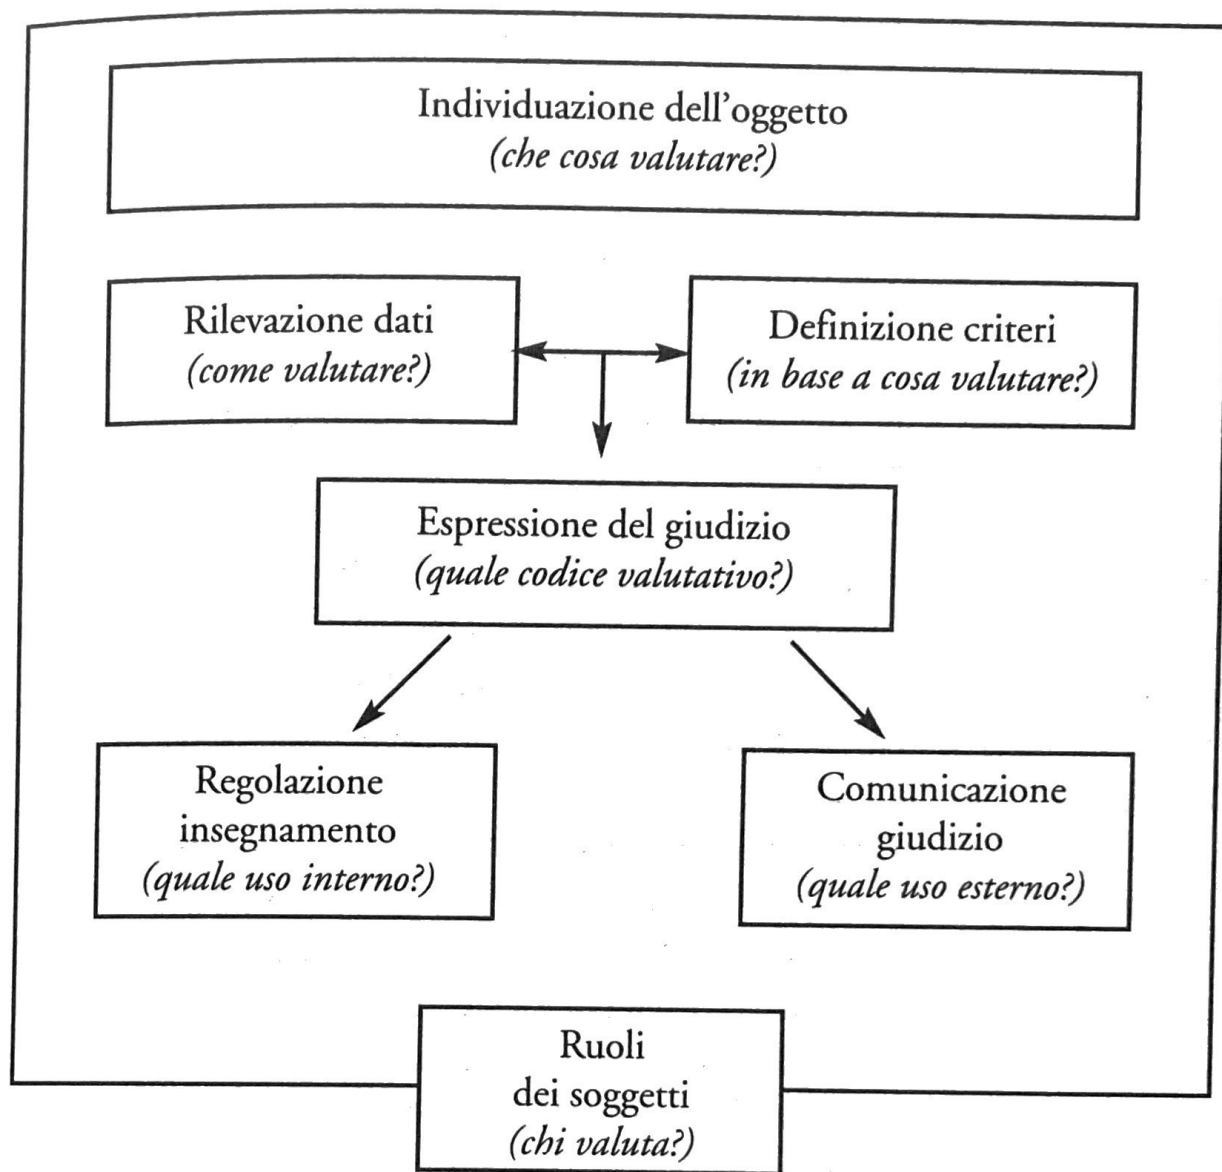 Individuazione dell'oggetto
(che cosa valutare?)
Rilevazione dati
(come valutare?)
Definizione criteri
(in base a cosa valutare?)
Espressione del giudizio
(quale codice valutativo?)
Regolazione
insegnamento
(quale uso interno?)
Comunicazione
giudizio
(quale uso esterno?)
Ruoli
dei soggetti
(chi valuta?)